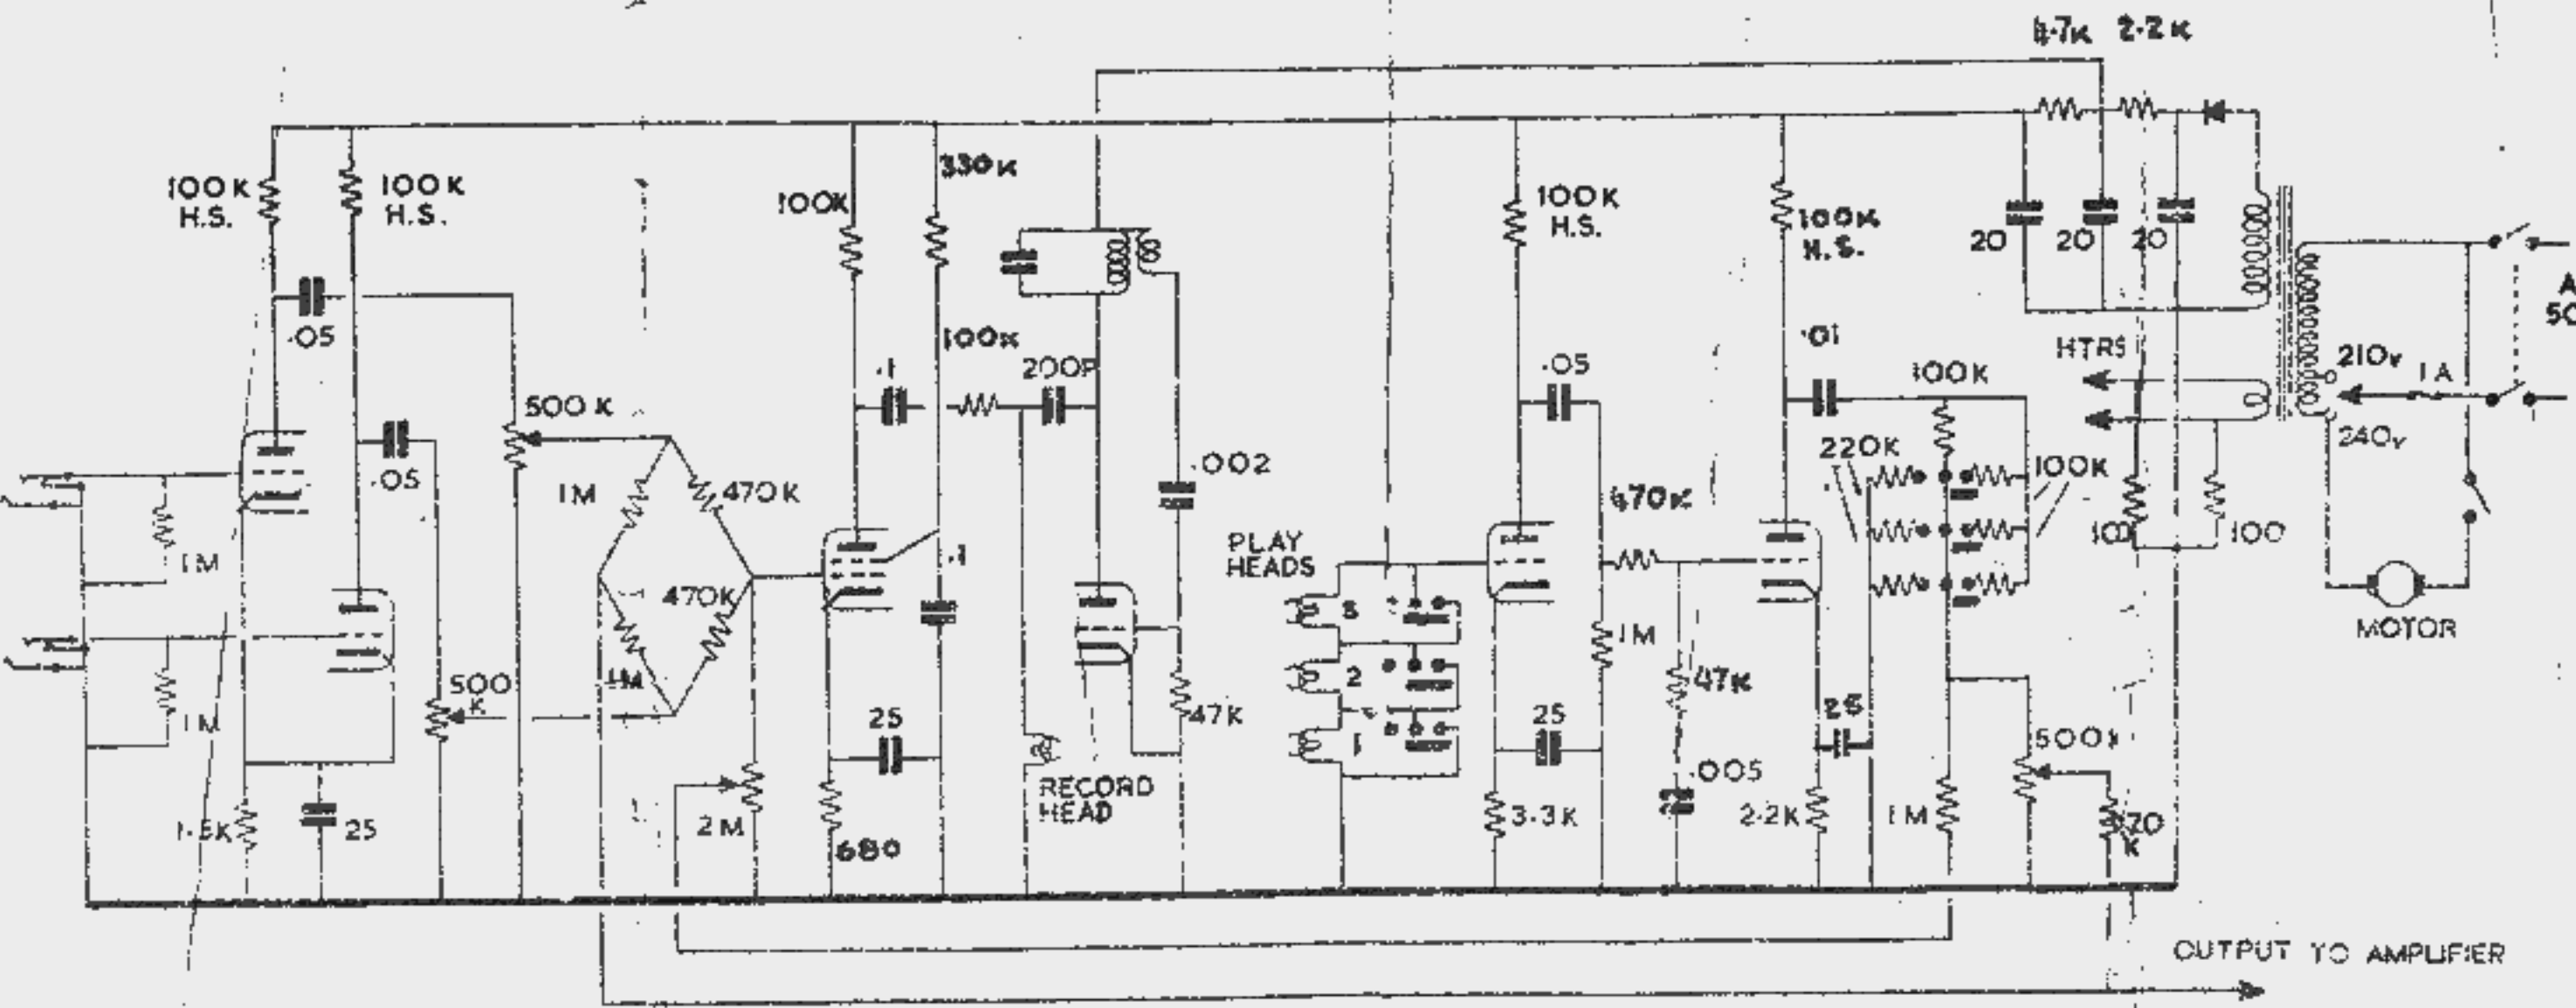 4.7K 2.2K
100K
H.S.
100K
H.S.
.05
.05
500 K
500
K
1M
1M
1.5K
25
1M
470K
470K
1M
2M
100K
330K
.1
100K
200P
.1
25
680
.002
47K
RECORD
HEAD
PLAY
HEADS
3
2
1
100K
H.S.
.05
470K
1M
47K
25
3.3K
.005
100K
H.S.
.01
100K
220K
100K
25
2.2K
1M
500K
20
20
20
HTRS
100
100
210v
240v
1A
MOTOR
OUTPUT TO AMPLIFIER